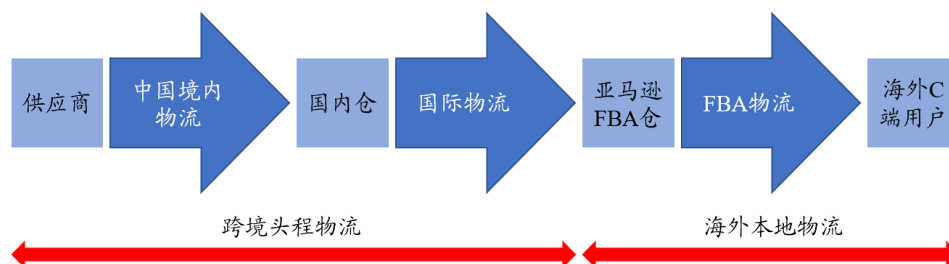 供应商
中国境内
物流
国内仓
国际物流
亚马逊
FBA仓
FBA物流
海外C
端用户
跨境头程物流
海外本地物流